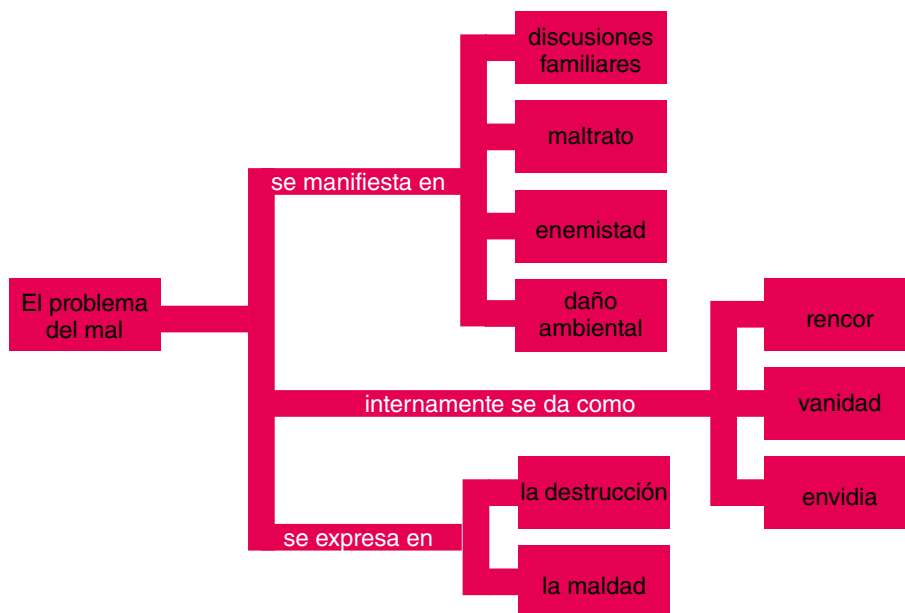 El problema
del mal
se manifiesta en
discusiones
familiares
maltrato
enemistad
daño
ambiental
internamente se da como
rencor
vanidad
envidia
se expresa en
la destrucción
la maldad